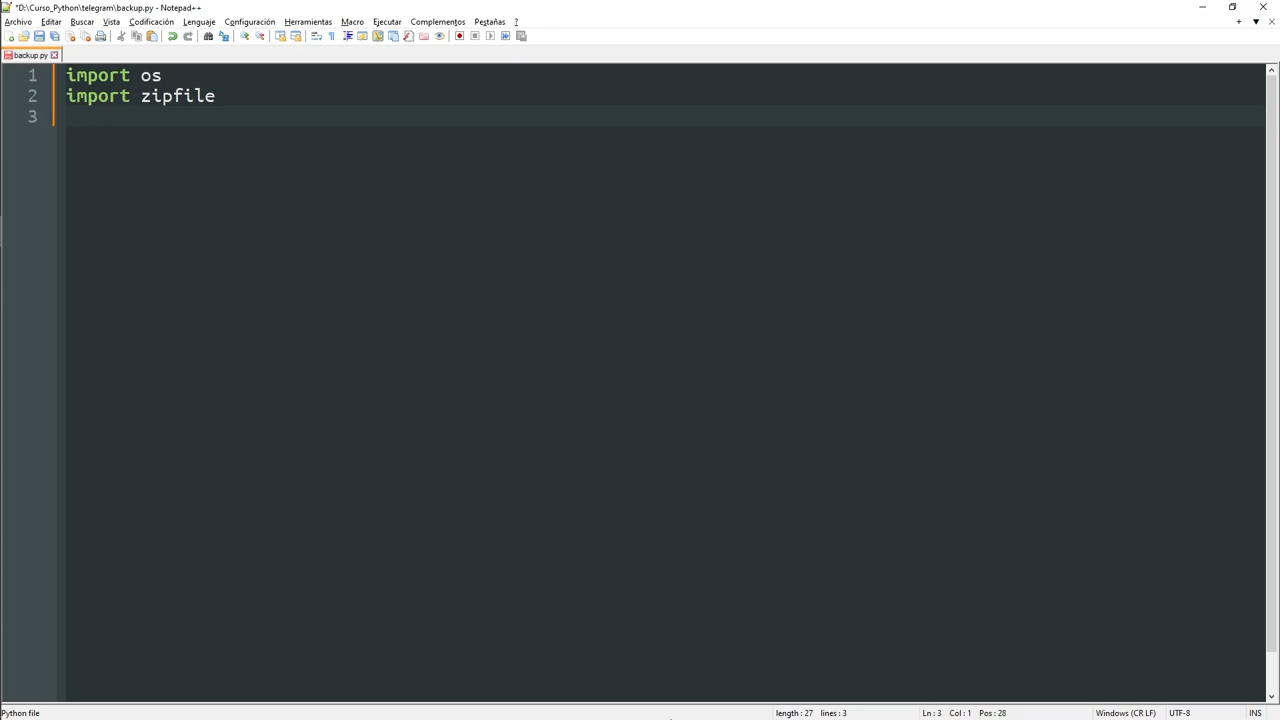 *D:\Curso_Python\telegram\backup.py - Notepad++
Archivo Editar Buscar Vista Codificación Lenguaje Configuración Herramientas Macro Ejecutar Complementos Pestañas ?
backup.py
1 import os
2 import zipfile
3
Python file length : 27 lines : 3 Ln : 3 Col : 1 Pos : 28 Windows (CR LF) UTF-8 INS